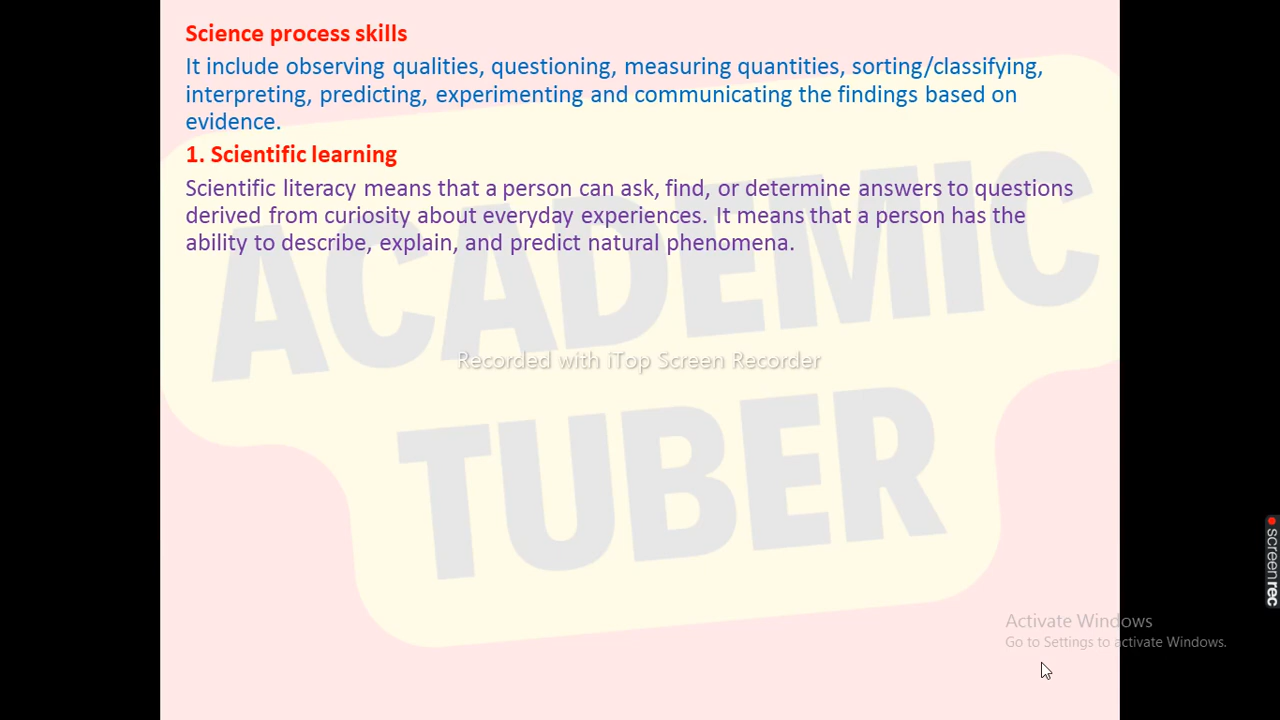 Science process skills
It include observing qualities, questioning, measuring quantities, sorting/classifying,
interpreting, predicting, experimenting and communicating the findings based on
evidence.
1. Scientific learning
Scientific literacy means that a person can ask, find, or determine answers to questions
derived from curiosity about everyday experiences. It means that a person has the
ability to describe, explain, and predict natural phenomena.
ACADEMIC
Recorded with iTop Screen Recorder
TUBER
screenrec
Activate Windows
Go to Settings to activate Windows.